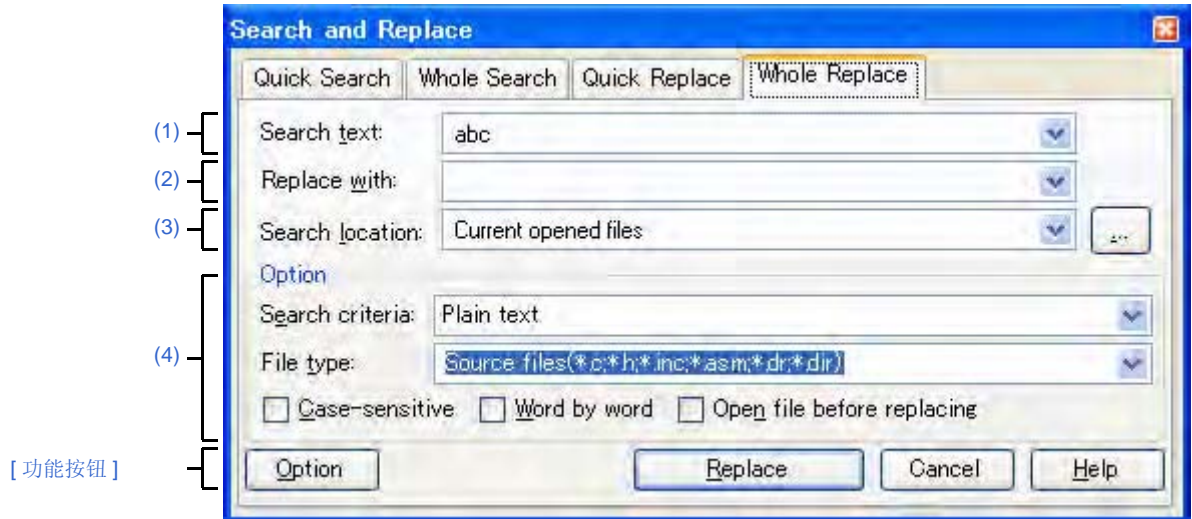 Search and Replace
Quick Search Whole Search Quick Replace Whole Replace
(1) Search text: abc
(2) Replace with:
(3) Search location: Current opened files ...
Option
Search criteria: Plain text
(4) File type: Source files(*.c;*.h;*.inc;*.asm;*.dr;*.dir)
Case-sensitive Word by word Open file before replacing
[ 功能按钮 ] Option Replace Cancel Help